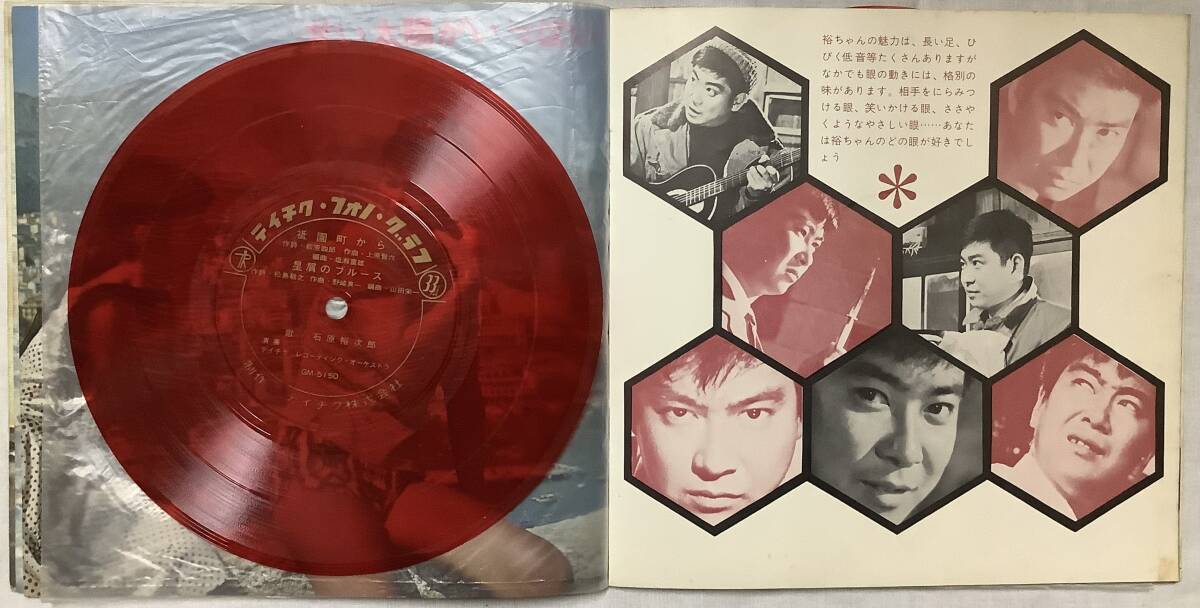 テイチク・フオノ・グラフ
祇園町から
作詩・萩原四郎 作曲・上原賢六
編曲・塩瀬重雄
星屑のブルース
作詩・松島敬之 作曲・野崎真一 編曲・山田栄一
33
歌 石原裕次郎
演奏 テイチク レコーディング・オーケストラ
GM-5150
制作 テイチク株式会社
裕ちゃんの魅力は、長い足、ひ
びく低音等たくさんありますが
なかでも眼の動きには、格別の
味があります。相手をにらみつ
ける眼、笑いかける眼、ささや
くようなやさしい眼……あなた
は裕ちゃんのどの眼が好きでし
ょう